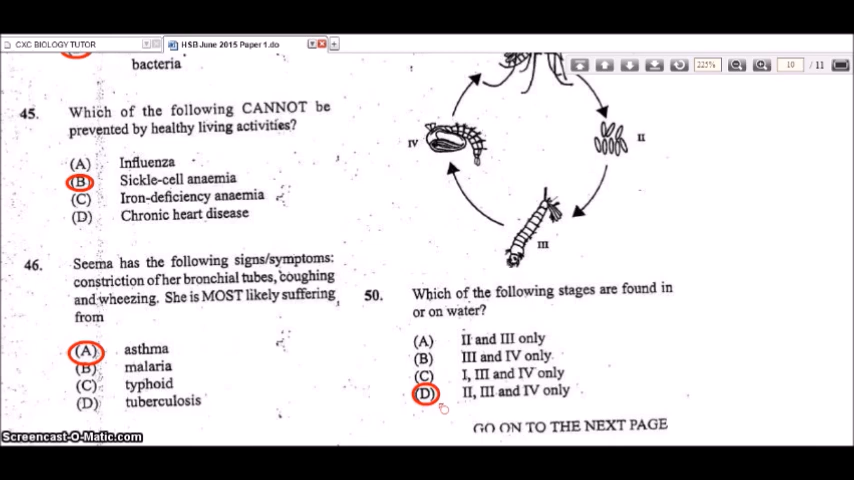 CXC BIOLOGY TUTOR
HSB June 2015 Paper 1.do
225%
10
/ 11
bacteria
45. Which of the following CANNOT be
prevented by healthy living activities?
(A) Influenza
(B) Sickle-cell anaemia
(C) Iron-deficiency anaemia
(D) Chronic heart disease
46. Seema has the following signs/symptoms:
constriction of her bronchial tubes, coughing
and wheezing. She is MOST likely suffering
from
(A) asthma
(B) malaria
(C) typhoid
(D) tuberculosis
IV
II
III
50. Which of the following stages are found in
or on water?
(A) II and III only
(B) III and IV only
(C) I, III and IV only
(D) II, III and IV only
GO ON TO THE NEXT PAGE
Screencast-O-Matic.com